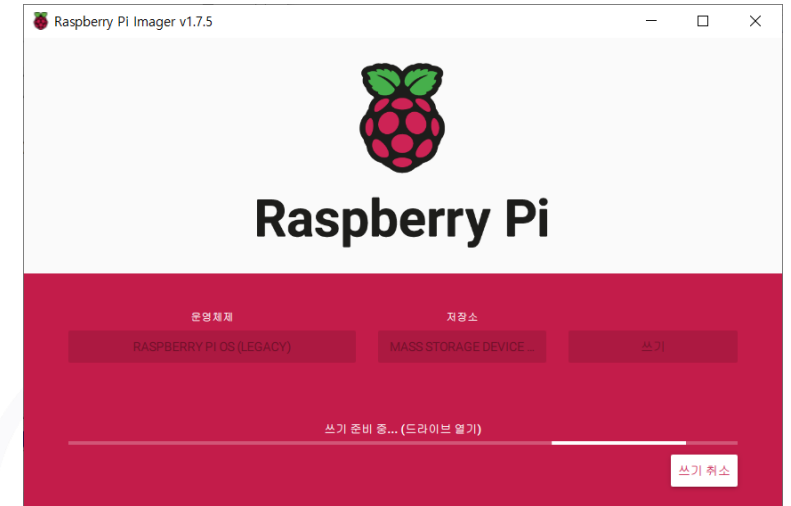 Raspberry Pi Imager v1.7.5
Raspberry Pi
운영체제
저장소
RASPBERRY PI OS (LEGACY)
MASS STORAGE DEVICE ...
쓰기
쓰기 준비 중... (드라이브 열기)
쓰기 취소